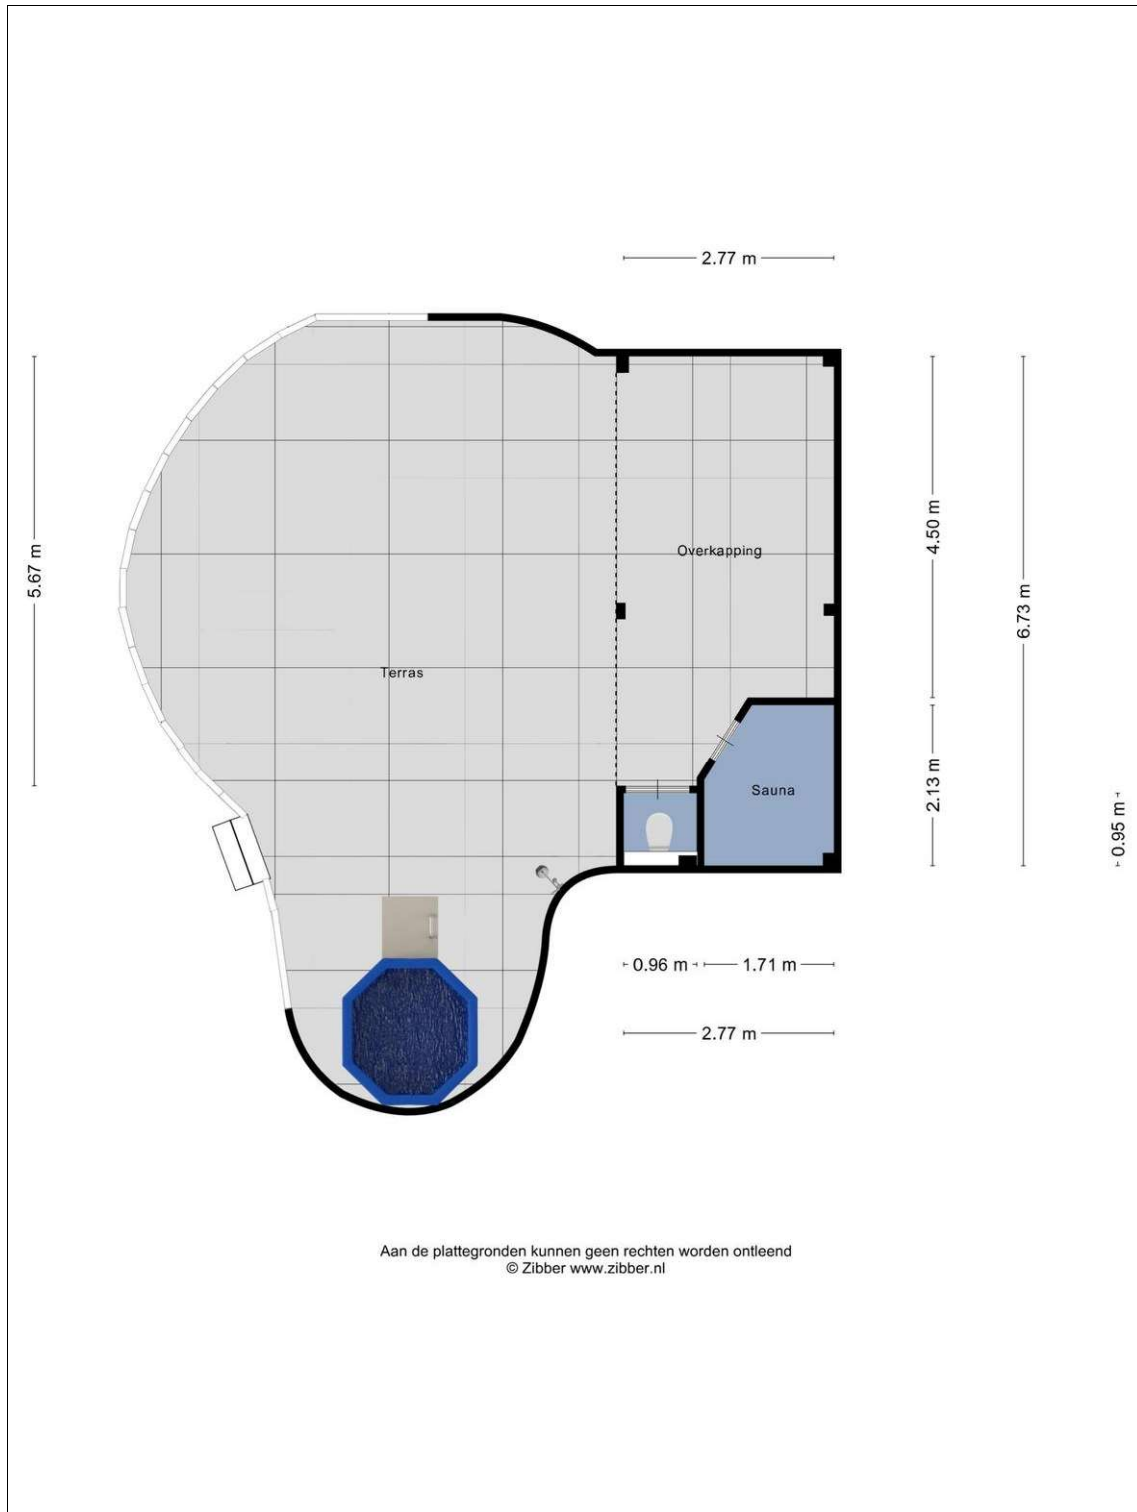 2.77 m
5.67 m
4.50 m
6.73 m
Overkapping
Terras
Sauna
2.13 m
0.95 m
0.96 m
1.71 m
2.77 m
Aan de plattegronden kunnen geen rechten worden ontleend
© Zibber www.zibber.nl